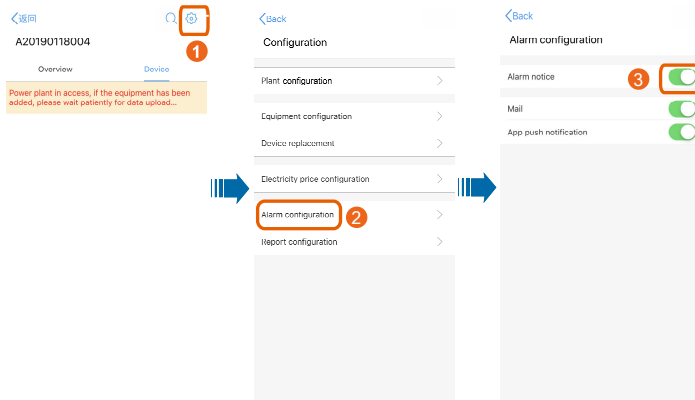 返回
A20190118004
1
Overview
Device
Power plant in access, if the equipment has been
added, please wait patiently for data upload...
Back
Configuration
Plant configuration
Equipment configuration
Device replacement
Electricity price configuration
Alarm configuration
2
Report configuration
Back
Alarm configuration
Alarm notice
3
Mail
App push notification